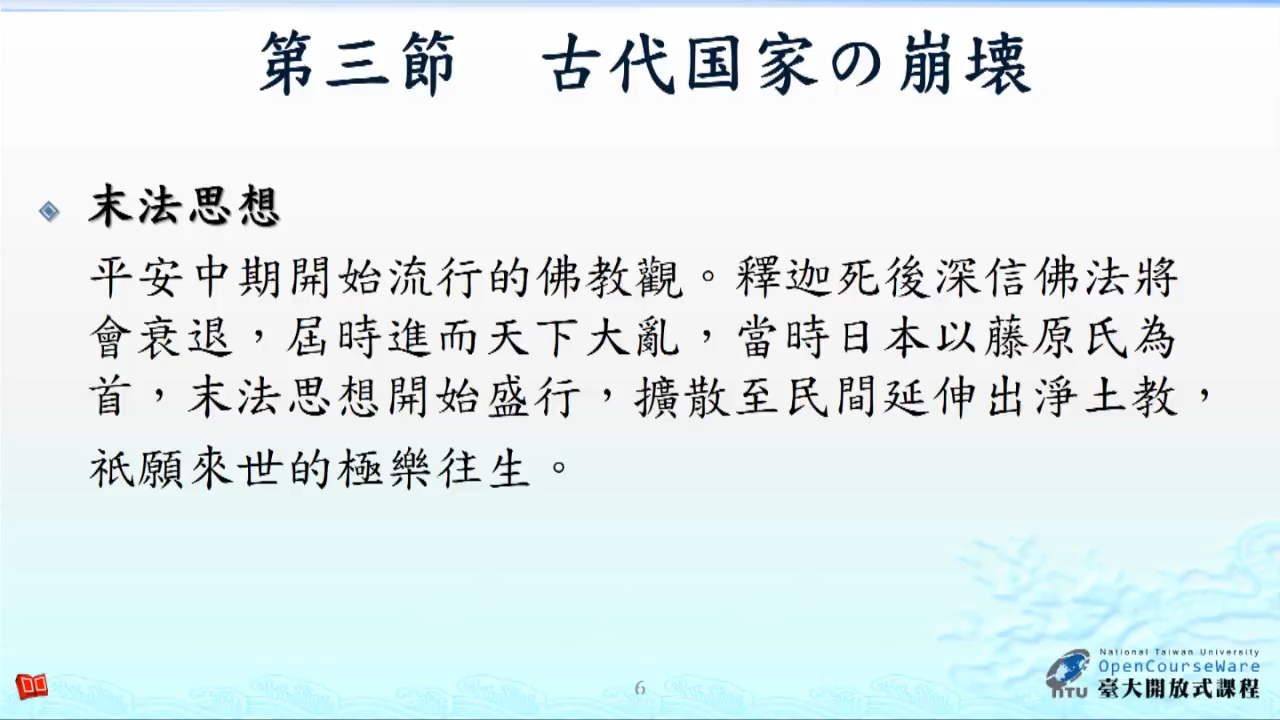 第三節　古代国家の崩壊
末法思想
平安中期開始流行的佛教觀。釋迦死後深信佛法將
會衰退，屆時進而天下大亂，當時日本以藤原氏為
首，末法思想開始盛行，擴散至民間延伸出淨土教，
祇願來世的極樂往生。
6
National Taiwan University
OpenCourseWare
NTU 臺大開放式課程